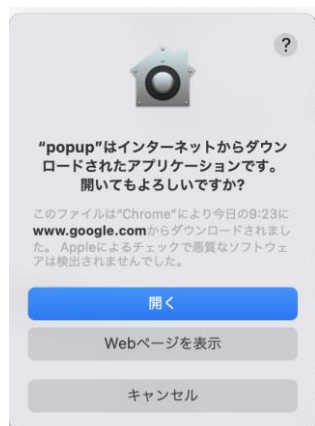 ?
“popup”はインターネットからダウン
ロードされたアプリケーションです。
開いてもよろしいですか?
このファイルは“Chrome”により今日の9:23に
www.google.comからダウンロードされまし
た。 Appleによるチェックで悪質なソフトウェ
アは検出されませんでした。
開く
Webページを表示
キャンセル